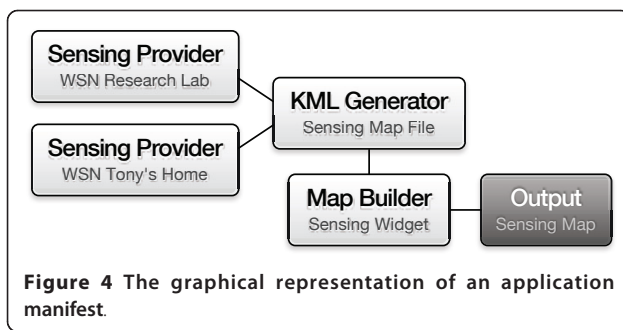 Sensing Provider
WSN Research Lab
KML Generator
Sensing Map File
Sensing Provider
WSN Tony's Home
Map Builder
Sensing Widget
Output
Sensing Map
Figure 4 The graphical representation of an application
manifest.